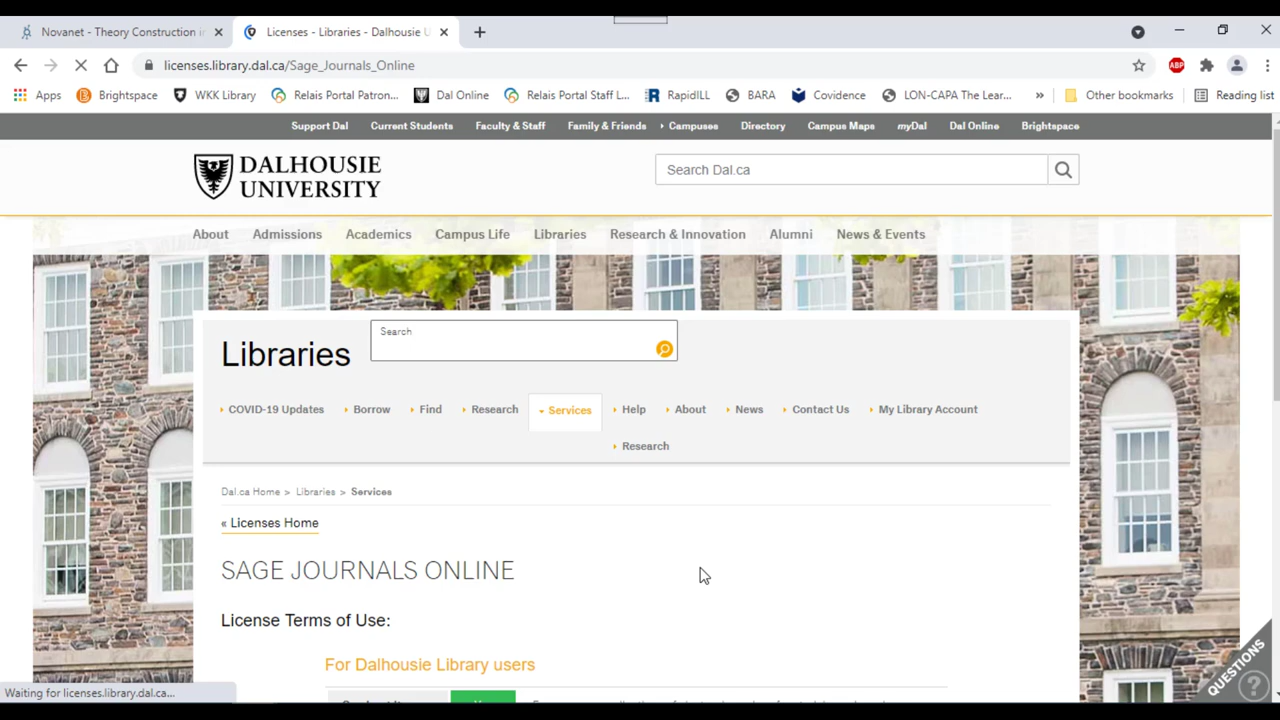 Novanet - Theory Construction in
Licenses - Libraries - Dalhousie U
licenses.library.dal.ca/Sage_Journals_Online
ABP
Apps Brightspace WKK Library Relais Portal Patron... Dal Online Relais Portal Staff L... RapidILL BARA Covidence LON-CAPA The Lear... » Other bookmarks Reading list
Support Dal Current Students Faculty & Staff Family & Friends Campuses Directory Campus Maps myDal Dal Online Brightspace
DALHOUSIE
UNIVERSITY
Search Dal.ca
About Admissions Academics Campus Life Libraries Research & Innovation Alumni News & Events
Search
Libraries
COVID-19 Updates Borrow Find Research Services Help About News Contact Us My Library Account
Research
Dal.ca Home > Libraries > Services
« Licenses Home
SAGE JOURNALS ONLINE
License Terms of Use:
For Dalhousie Library users
QUESTIONS
?
Waiting for licenses.library.dal.ca...